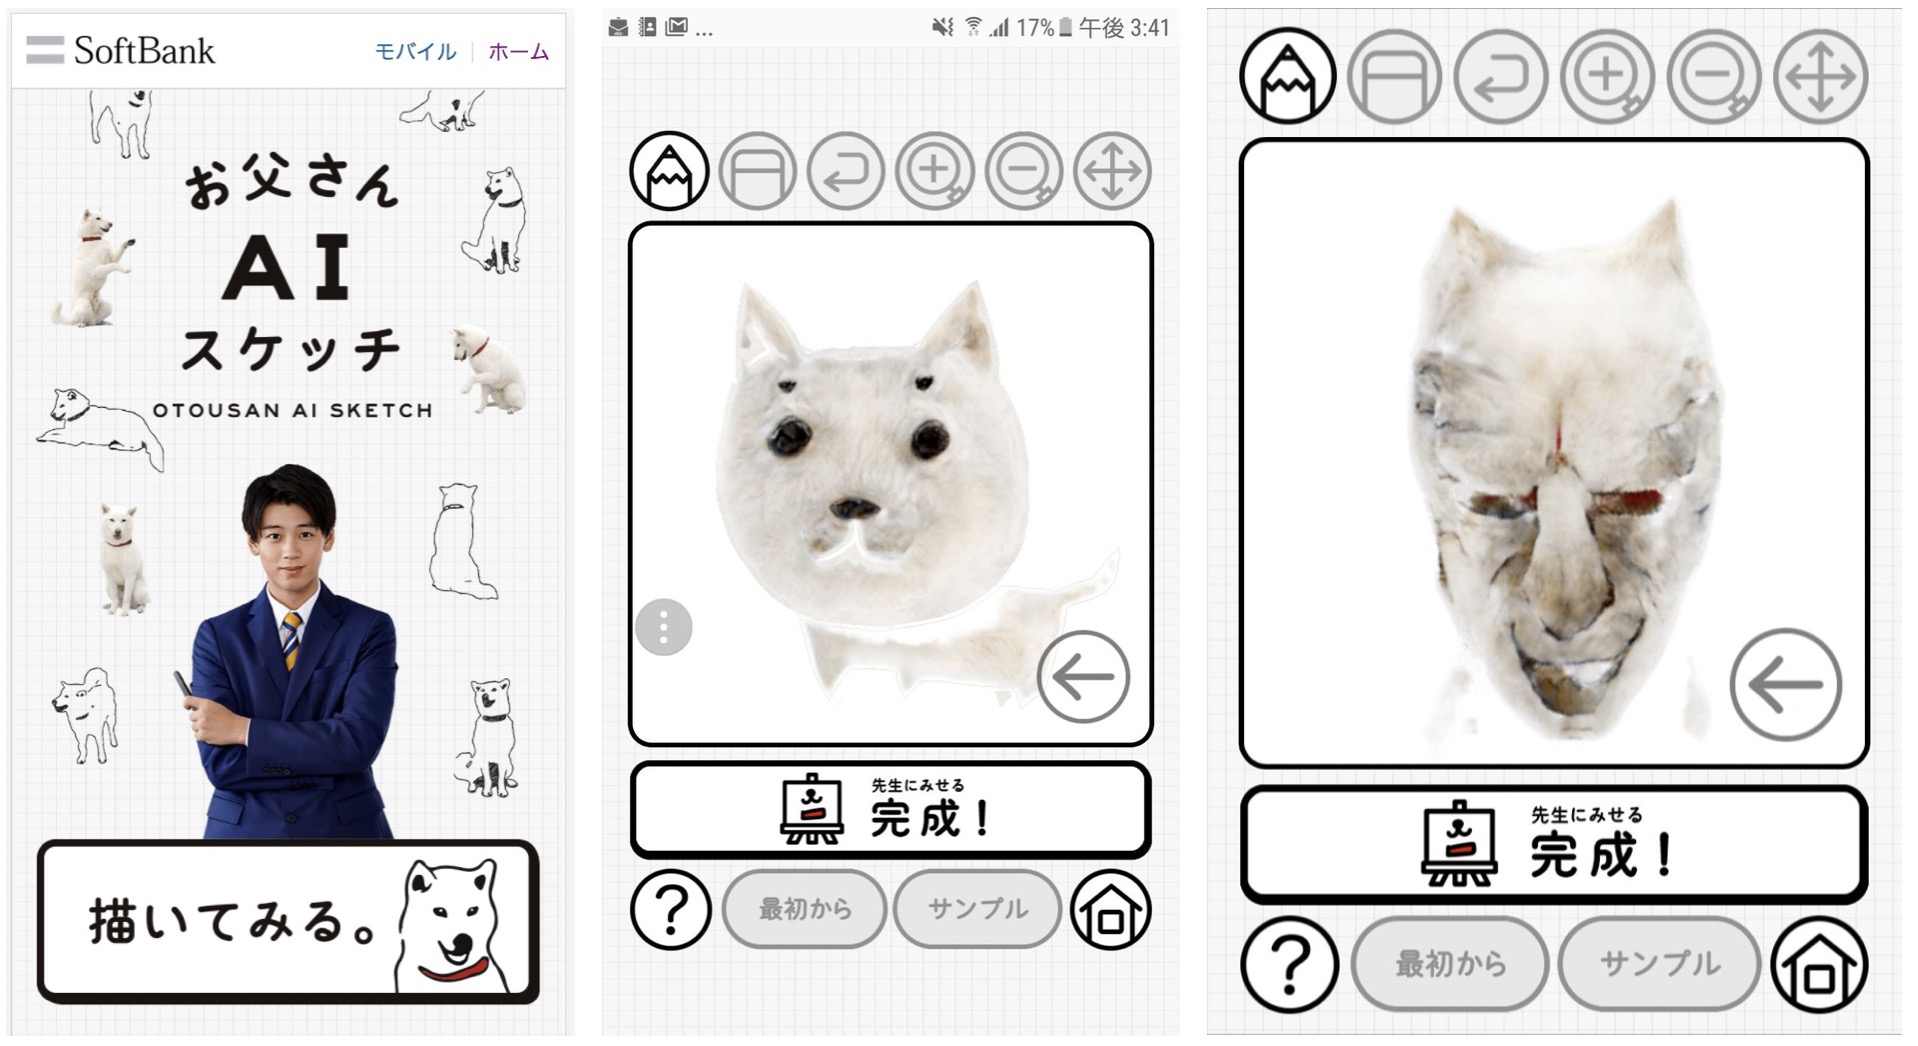 SoftBank
モバイル | ホーム
お父さん
AI
スケッチ
OTOUSAN AI SKETCH
描いてみる。
... 17% 午後 3:41
先生にみせる
完成！
? 最初から サンプル
先生にみせる
完成！
? 最初から サンプル